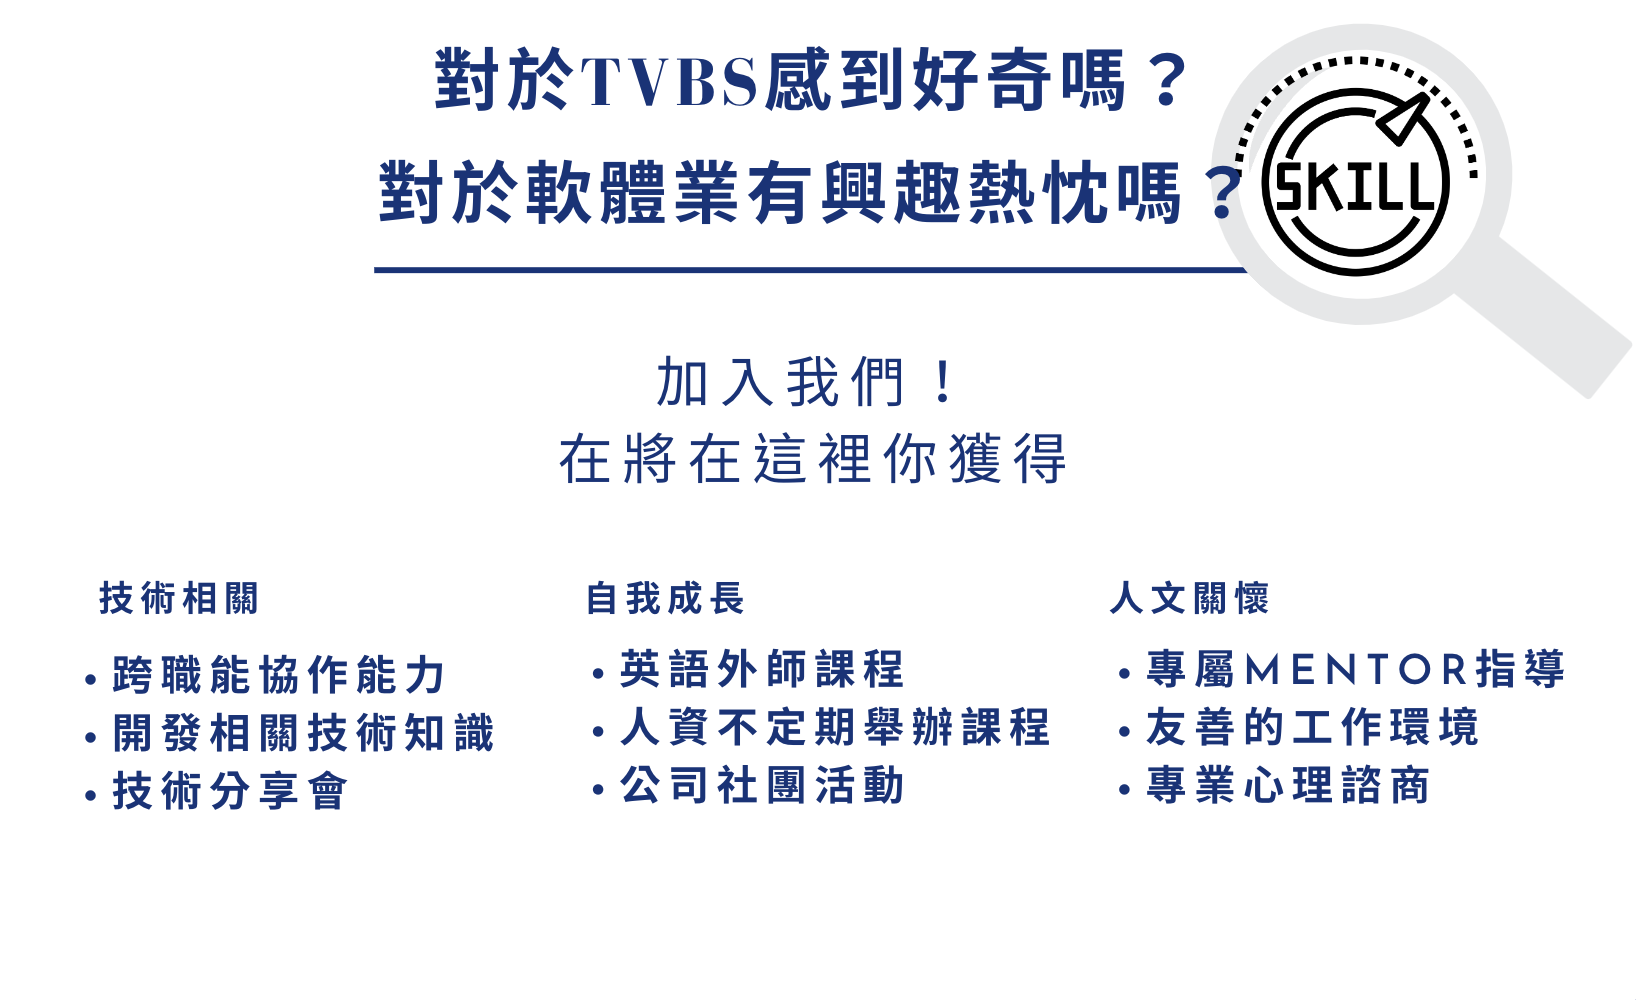 對於TVBS感到好奇嗎？
對於軟體業有興趣熱忱嗎？
SKILL
加入我們！
在將在這裡你獲得
技術相關
• 跨職能協作能力
• 開發相關技術知識
• 技術分享會
自我成長
• 英語外師課程
• 人資不定期舉辦課程
• 公司社團活動
人文關懷
• 專屬MENTOR指導
• 友善的工作環境
• 專業心理諮商